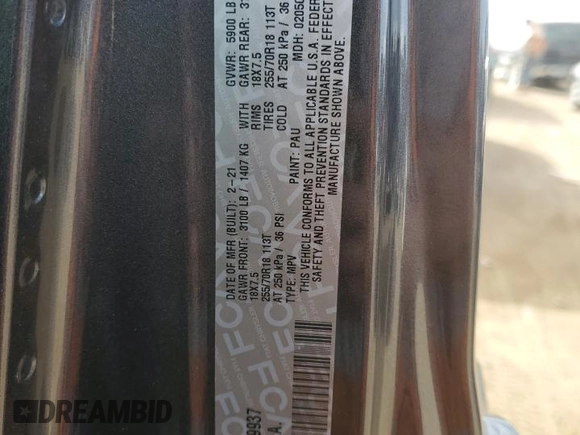 DATE OF MFR (BUILT): 2-21 GVWR: 5900 LB
GAWR FRONT: 3100 LB / 1407 KG WITH GAWR REAR:
18X7.5 RIMS 18X7.5
255/70R18 113T TIRES 255/70R18 113T
AT 250 kPa / 36 PSI COLD AT 250 kPa / 36
TYPE: MPV PAINT: PAU MDH:
THIS VEHICLE CONFORMS TO ALL APPLICABLE U.S.A. FEDER
SAFETY AND THEFT PREVENTION STANDARDS IN EFFECT
MANUFACTURE SHOWN ABOVE.
9937
DREAMBID